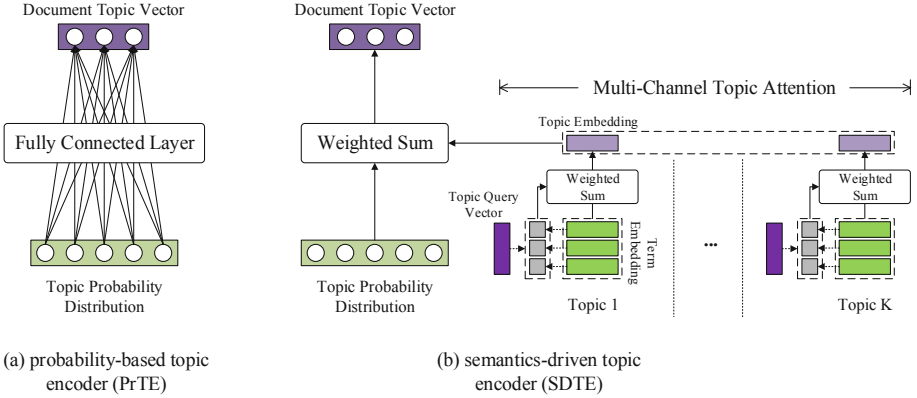 Document Topic Vector
Fully Connected Layer
Topic Probability
Distribution
(a) probability-based topic
encoder (PrTE)
Document Topic Vector
Multi-Channel Topic Attention
Topic Embedding
Weighted Sum
Weighted
Sum
Weighted
Sum
Topic Query
Vector
Term
Embedding
...
Topic Probability
Distribution
Topic 1
Topic K
(b) semantics-driven topic
encoder (SDTE)